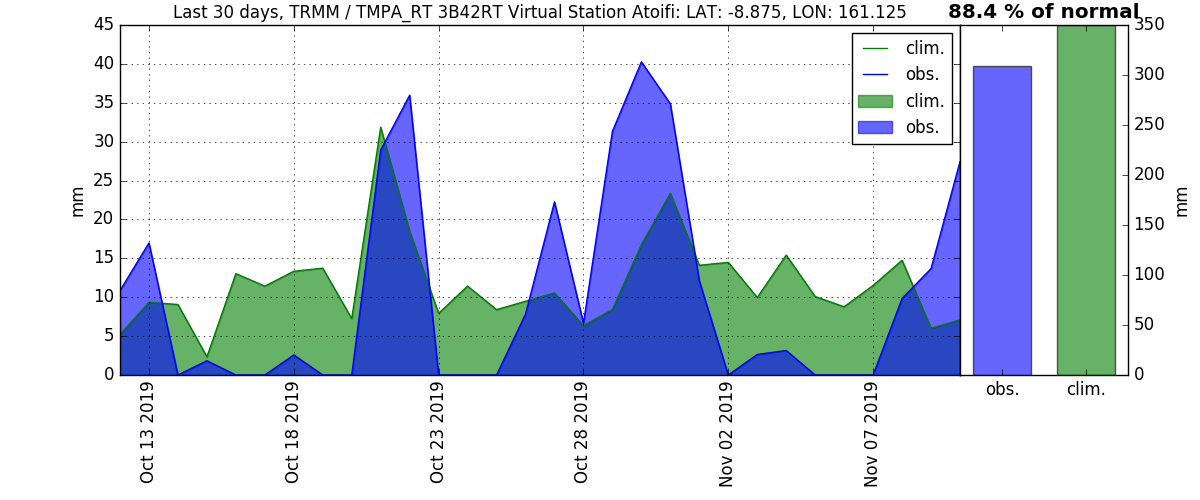 Last 30 days, TRMM / TMPA_RT 3B42RT Virtual Station Atoifi: LAT: -8.875, LON: 161.125
88.4 % of normal
45
40
35
30
25
20
15
10
5
0
mm
clim.
obs.
clim.
obs.
Oct 13 2019
Oct 18 2019
Oct 23 2019
Oct 28 2019
Nov 02 2019
Nov 07 2019
350
300
250
200
150
100
50
0
mm
obs.
clim.